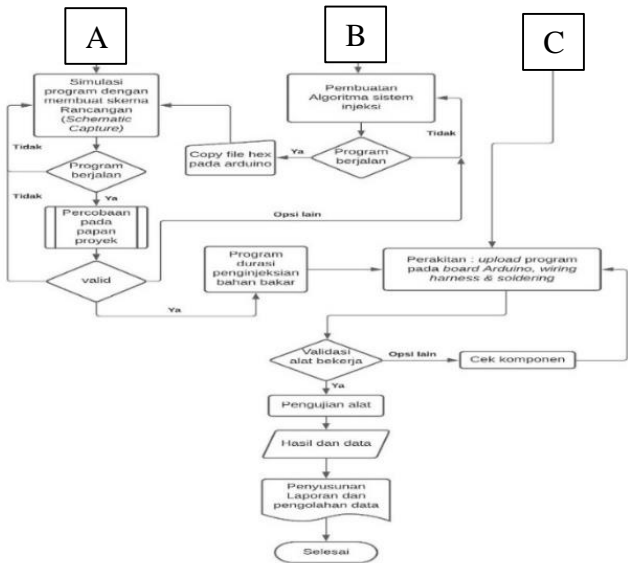 A
B
C
Simulasi
program dengan
membuat skema
Rancangan
(Schematic
Capture)
Pembuatan
Algoritma sistem
injeksi
Tidak
Tidak
Program
berjalan
Ya
Copy file hex
pada arduino
Program
berjalan
Tidak
Ya
Percobaan
pada
papan
proyek
Opsi lain
valid
Ya
Program
durasi
penginjeksian
bahan bakar
Perakitan : upload program
pada board Arduino, wiring
harness & soldering
Validasi
alat bekerja
Opsi lain
Cek komponen
Ya
Pengujian alat
Hasil dan data
Penyusunan
Laporan dan
pengolahan data
Selesai